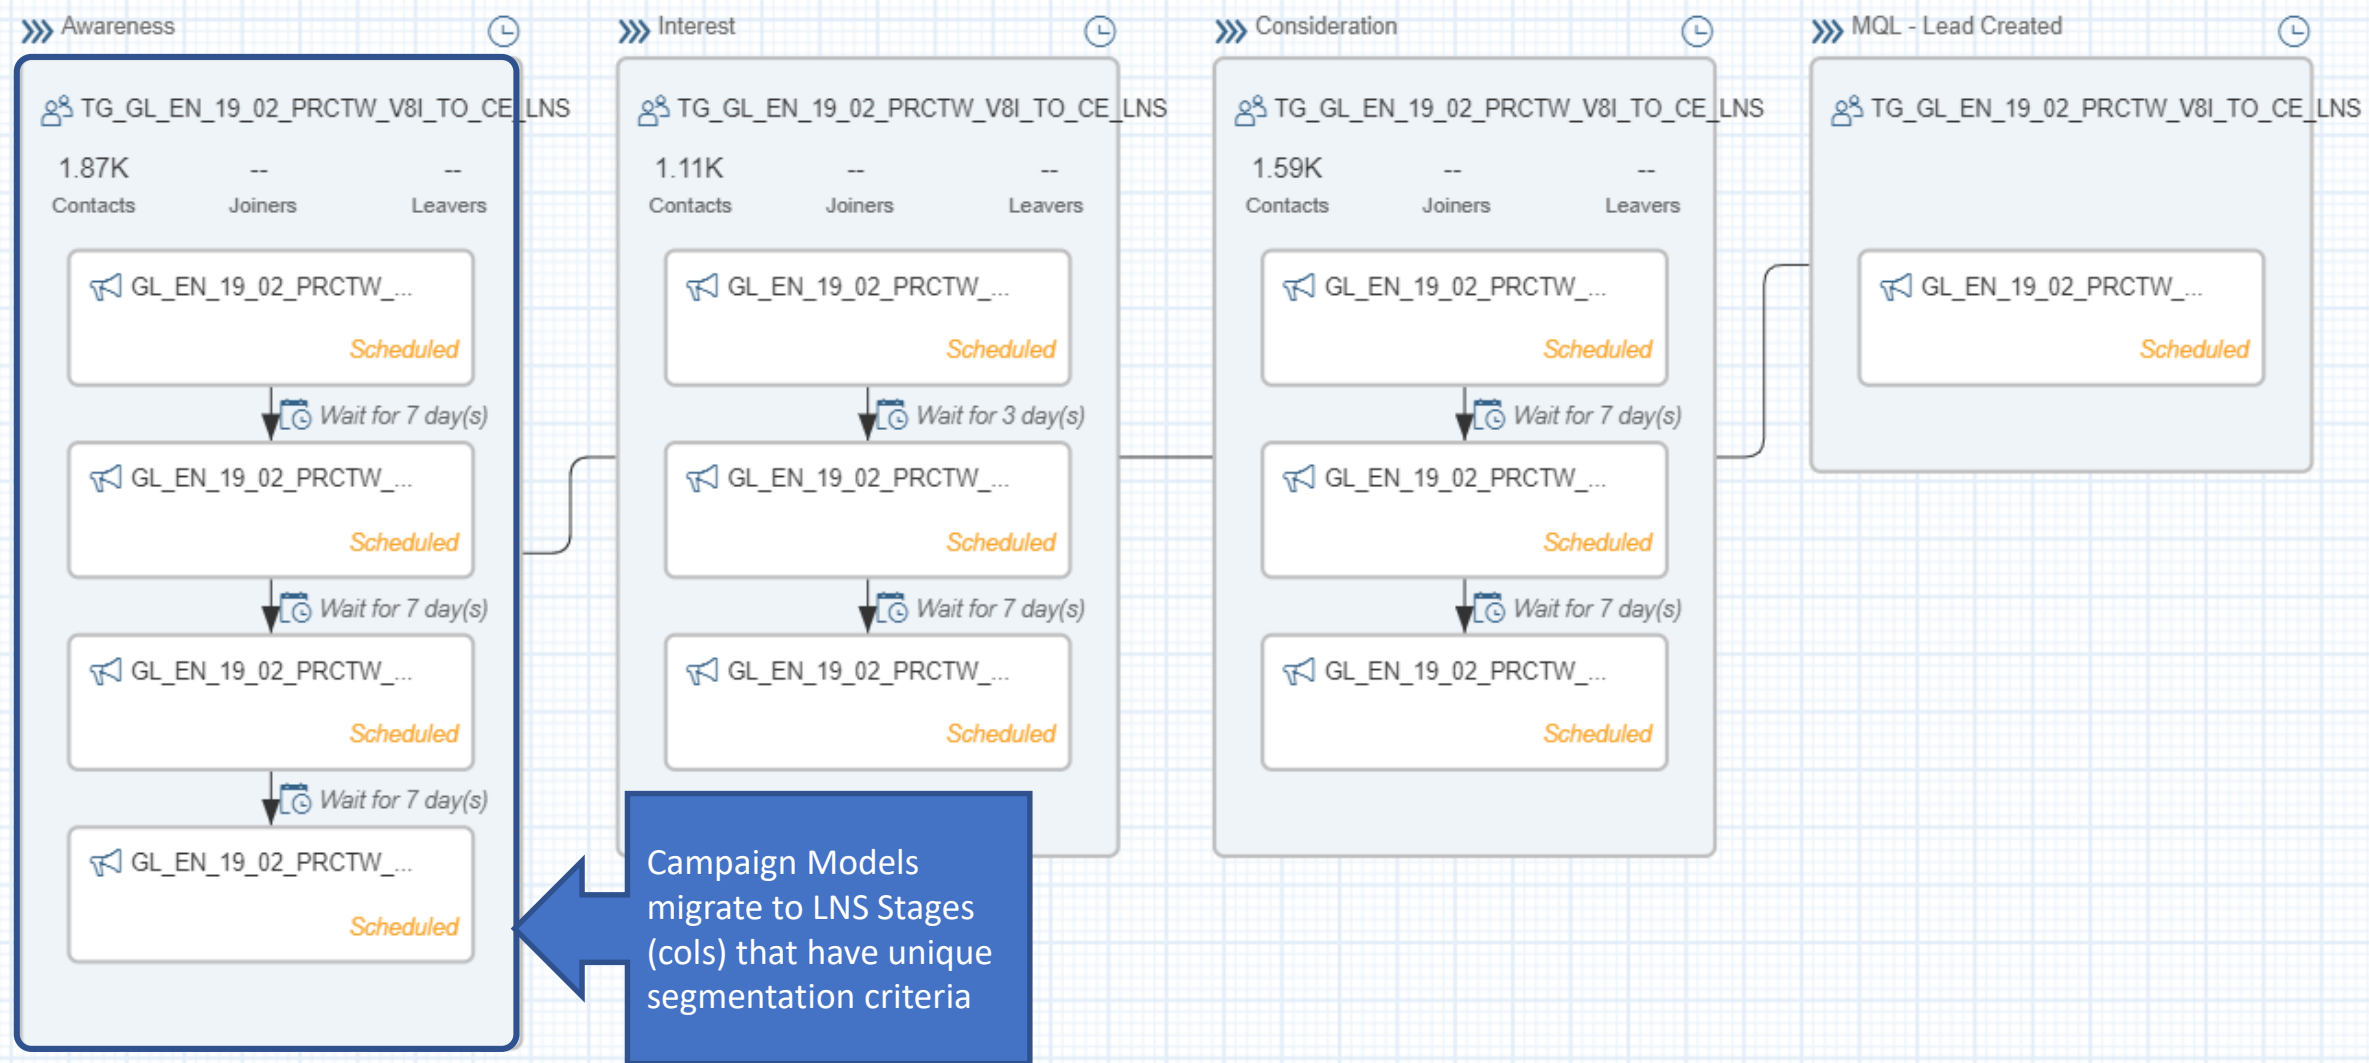 Awareness
TG_GL_EN_19_02_PRCTW_V8I_TO_CE_LNS
1.87K -- --
Contacts Joiners Leavers
GL_EN_19_02_PRCTW_...
Scheduled
Wait for 7 day(s)
GL_EN_19_02_PRCTW_...
Scheduled
Wait for 7 day(s)
GL_EN_19_02_PRCTW_...
Scheduled
Wait for 7 day(s)
GL_EN_19_02_PRCTW_...
Scheduled
Interest
TG_GL_EN_19_02_PRCTW_V8I_TO_CE_LNS
1.11K -- --
Contacts Joiners Leavers
GL_EN_19_02_PRCTW_...
Scheduled
Wait for 3 day(s)
GL_EN_19_02_PRCTW_...
Scheduled
Wait for 7 day(s)
GL_EN_19_02_PRCTW_...
Scheduled
Campaign Models
migrate to LNS Stages
(cols) that have unique
segmentation criteria
Consideration
TG_GL_EN_19_02_PRCTW_V8I_TO_CE_LNS
1.59K -- --
Contacts Joiners Leavers
GL_EN_19_02_PRCTW_...
Scheduled
Wait for 7 day(s)
GL_EN_19_02_PRCTW_...
Scheduled
Wait for 7 day(s)
GL_EN_19_02_PRCTW_...
Scheduled
MQL - Lead Created
TG_GL_EN_19_02_PRCTW_V8I_TO_CE_LNS
GL_EN_19_02_PRCTW_...
Scheduled